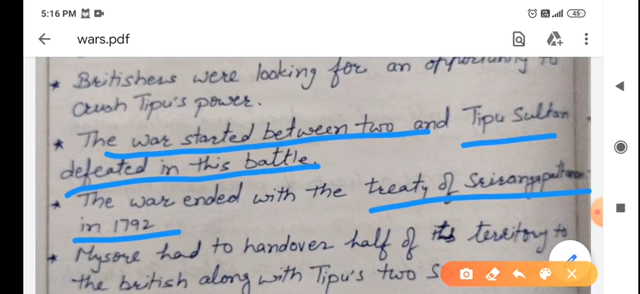 5:16 PM
45
wars.pdf
* Britishers were looking for an opportunity to
crush Tipu's power.
* The war started between two and Tipu Sultan
defeated in this battle.
* The war ended with the treaty of
in 1792
* Mysore had to handover half of its territory to
the british along with Tipu's two